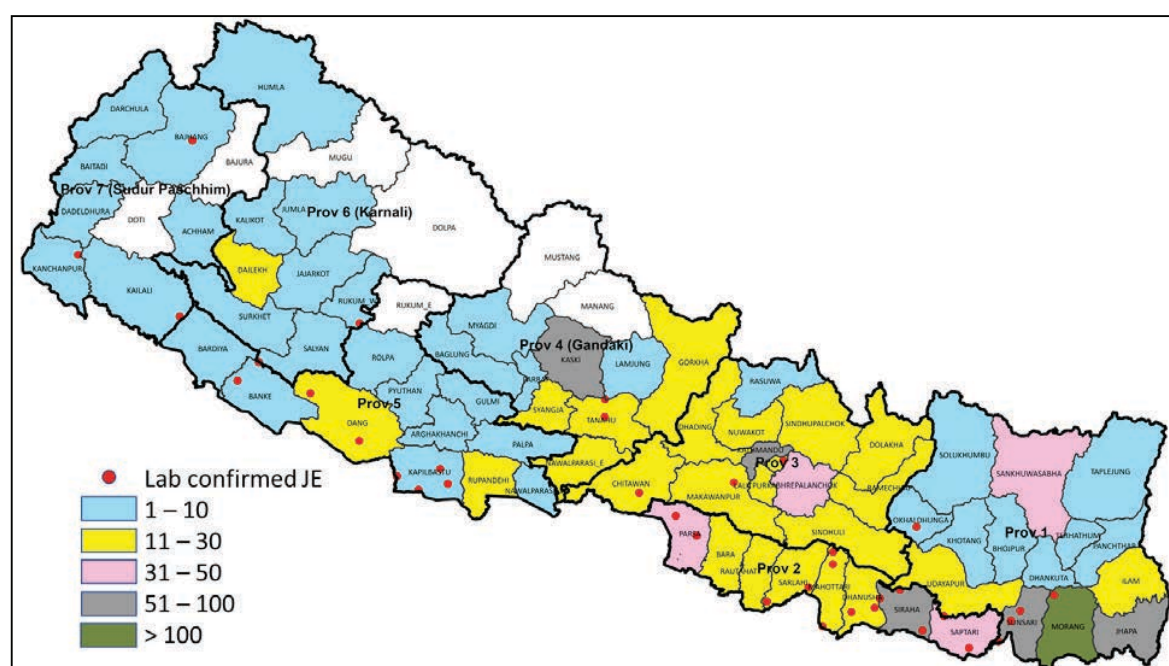 HUMLA
DARCHULA
BAJHANG
BAJURA
MUGU
BAITADI
Prov 7 (Sudur Paschhim)
DADELDHURA
DOTI
ACHHAM
KALIKOT
JUMLA
Prov 6 (Karnali)
DOLPA
KANCHANPUR
KAILALI
DAILEKH
JAJARKOT
MUSTANG
RUKUM_W
RUKUM_E
MANANG
SURKHET
MYAGDI
Prov 4 (Gandaki)
KASKI
LAMJUNG
GORKHA
BARDIYA
SALYAN
ROLPA
BAGLUNG
PARBAT
RASUWA
BANKE
PYUTHAN
GULMI
SYANGJA
TANAHU
DHADING
NUWAKOT
SINDHUPALCHOK
DANG
Prov 5
ARGHAKHANCHI
PALPA
DOLAKHA
SOLUKHUMBU
SANKHUWASABHA
TAPLEJUNG
KAPILBASTU
RUPANDEHI
NAWALPARASI_E
CHITAWAN
KATHMANDU
Prov 3
LALITPUR
KABHREPALANCHOK
RAMECHHAP
MAKAWANPUR
SINDHULI
OKHALDHUNGA
KHOTANG
BHOJPUR
Prov 1
TERHATHUM
PANCHTHAR
PARSA
BARA
RAUTAHAT
Prov 2
SARLAHI
MAHOTTARI
DHANUSHA
UDAYAPUR
DHANKUTA
ILAM
SIRAHA
SAPTARI
SUNSARI
MORANG
JHAPA
Lab confirmed JE
1 – 10
11 – 30
31 – 50
51 – 100
> 100